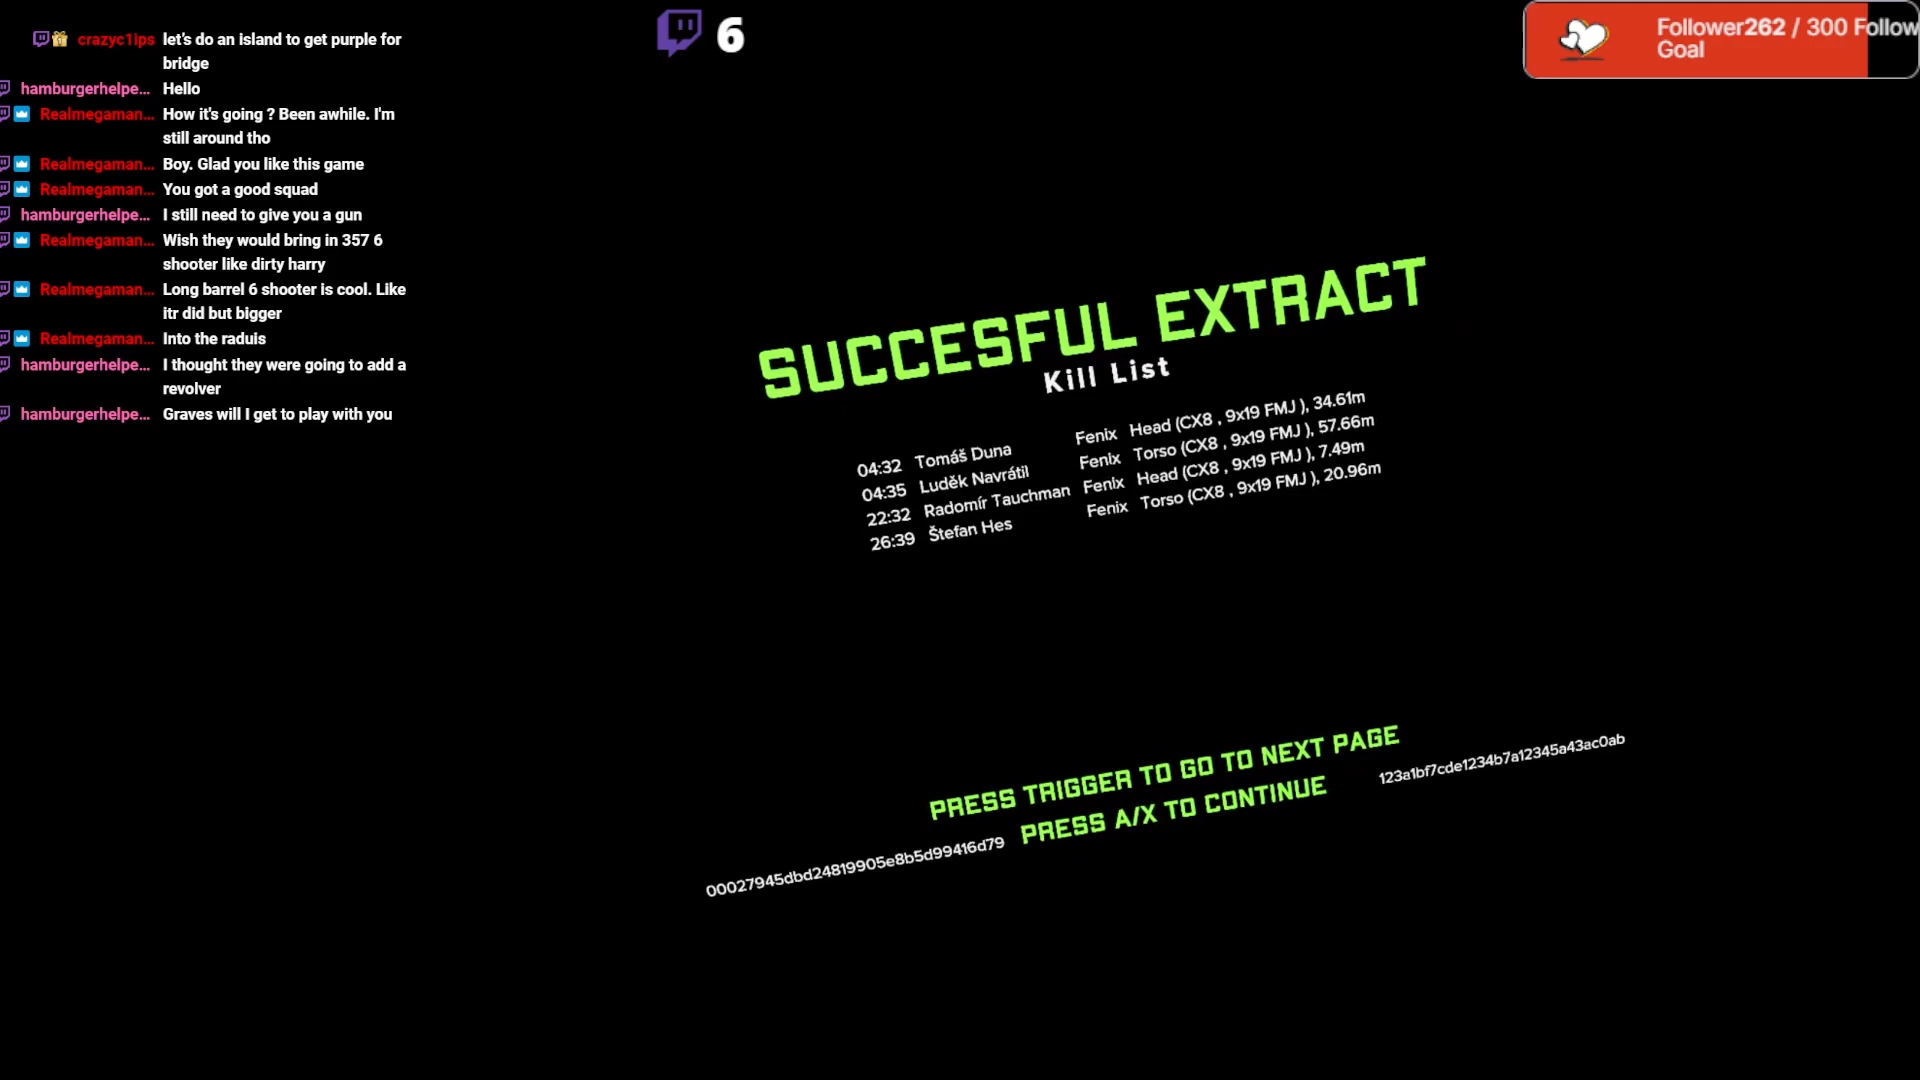 crazyc1ips let's do an island to get purple for
bridge
hamburgerhelpe... Hello
Realmegaman... How it's going ? Been awhile. I'm
still around tho
Realmegaman... Boy. Glad you like this game
Realmegaman... You got a good squad
hamburgerhelpe... I still need to give you a gun
Realmegaman... Wish they would bring in 357 6
shooter like dirty harry
Realmegaman... Long barrel 6 shooter is cool. Like
itr did but bigger
Realmegaman... Into the raduls
hamburgerhelpe... I thought they were going to add a
revolver
hamburgerhelpe... Graves will I get to play with you
6
Follower262 / 300 Follow
Goal
SUCCESFUL EXTRACT
Kill List
04:32 Tomáš Duna Fenix Head (CX8 , 9x19 FMJ ), 34.61m
04:35 Luděk Navrátil Fenix Torso (CX8 , 9x19 FMJ ), 57.66m
22:32 Radomír Tauchman Fenix Head (CX8 , 9x19 FMJ ), 7.49m
26:39 Štefan Hes Fenix Torso (CX8 , 9x19 FMJ ), 20.96m
PRESS TRIGGER TO GO TO NEXT PAGE
PRESS A/X TO CONTINUE
123a1bf7cde1234b7a12345a43ac0ab
00027945dbd24819905e8b5d99416d79